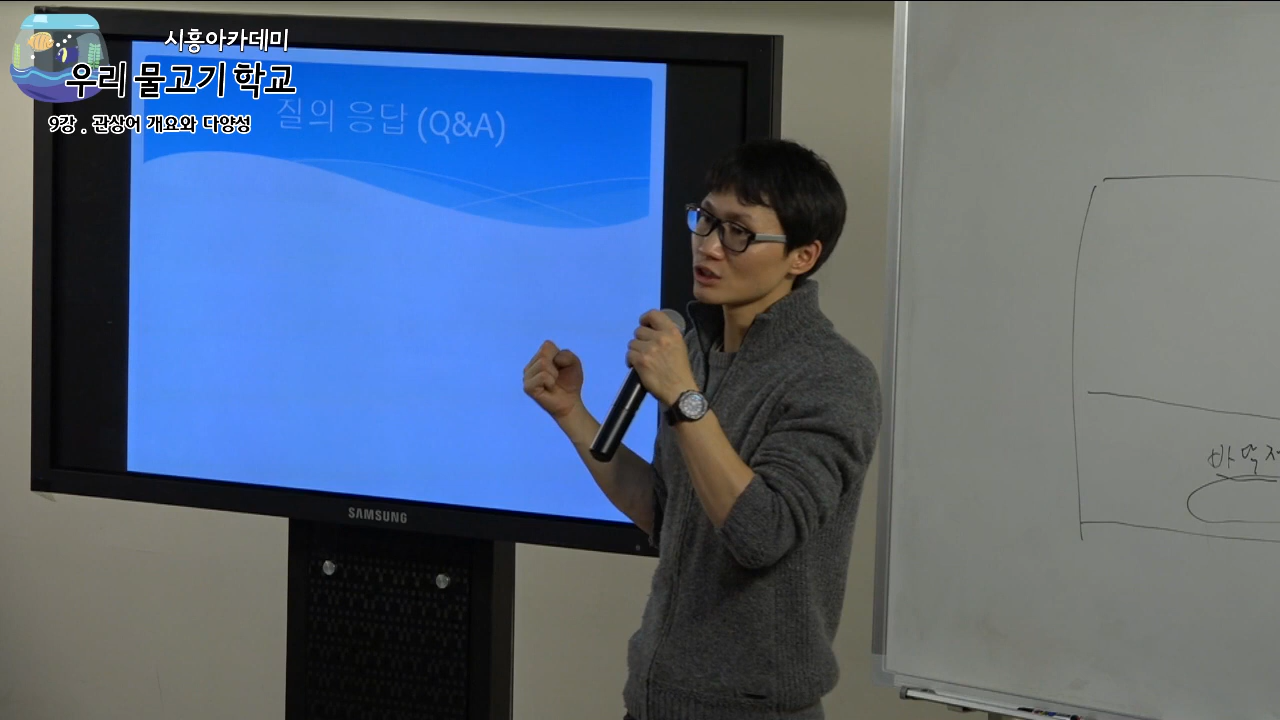 시흥아카데미
우리 물고기 학교
9강 . 관상어 개요와 다양성
질의 응답 (Q&A)
SAMSUNG